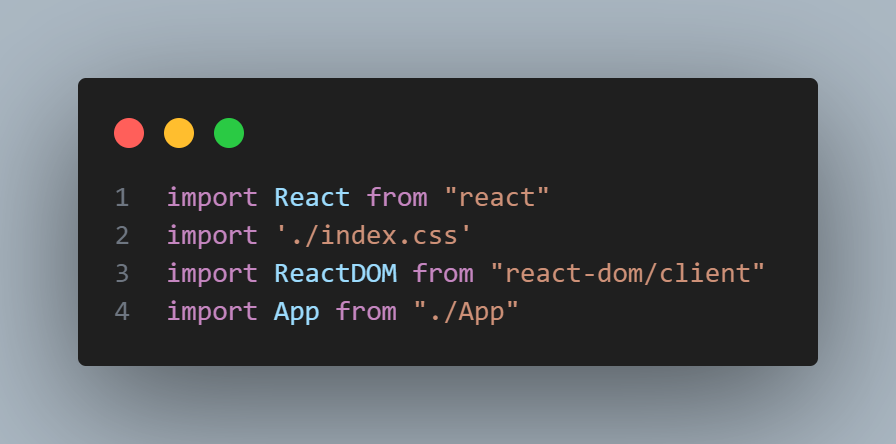 1 import React from "react"
2 import './index.css'
3 import ReactDOM from "react-dom/client"
4 import App from "./App"